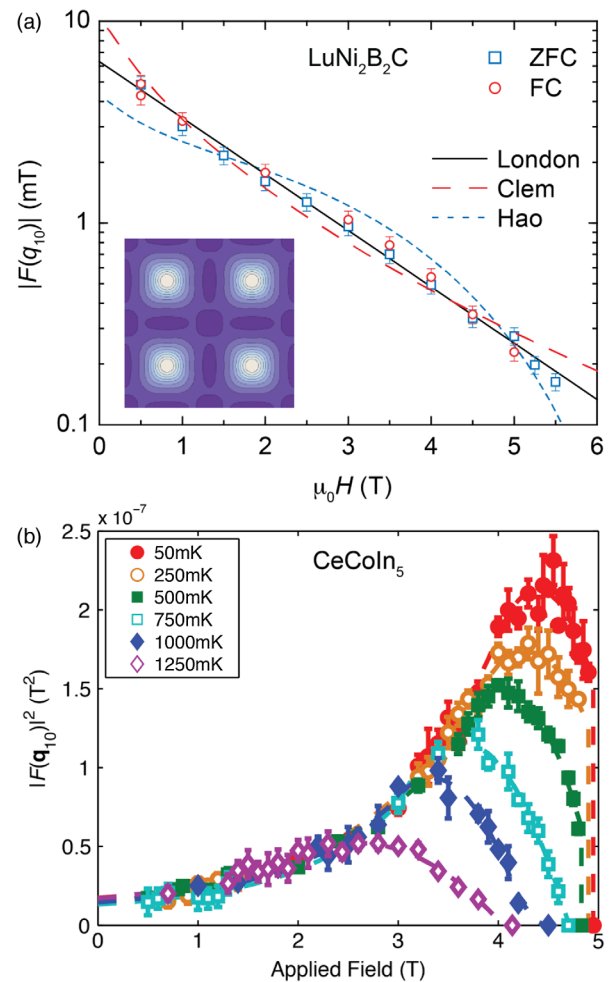 (a)
10
LuNi₂B₂C
ZFC
FC
|F(q₁₀)| (mT)
1
London
Clem
Hao
0.1
0 1 2 3 4 5 6
μ₀H (T)
(b)
x 10⁻⁷
2.5
50mK
CeCoIn₅
250mK
500mK
2
750mK
1000mK
1250mK
|F(q₁₀)|² (T²)
1.5
1
0.5
0
0 1 2 3 4 5
Applied Field (T)